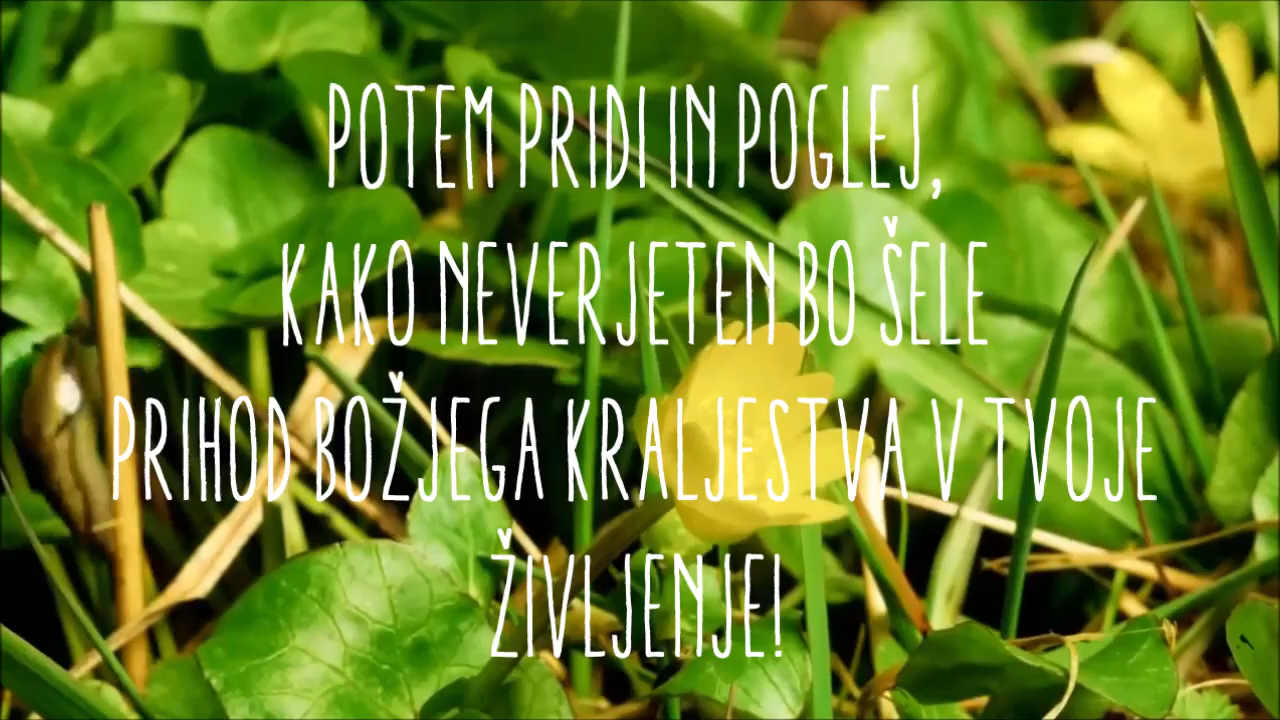 POTEM PRIDI IN POGLEJ,
KAKO NEVERJETEN BO ŠELE
PRIHOD BOŽJEGA KRALJESTVA V TVOJE
ŽIVLJENJE!